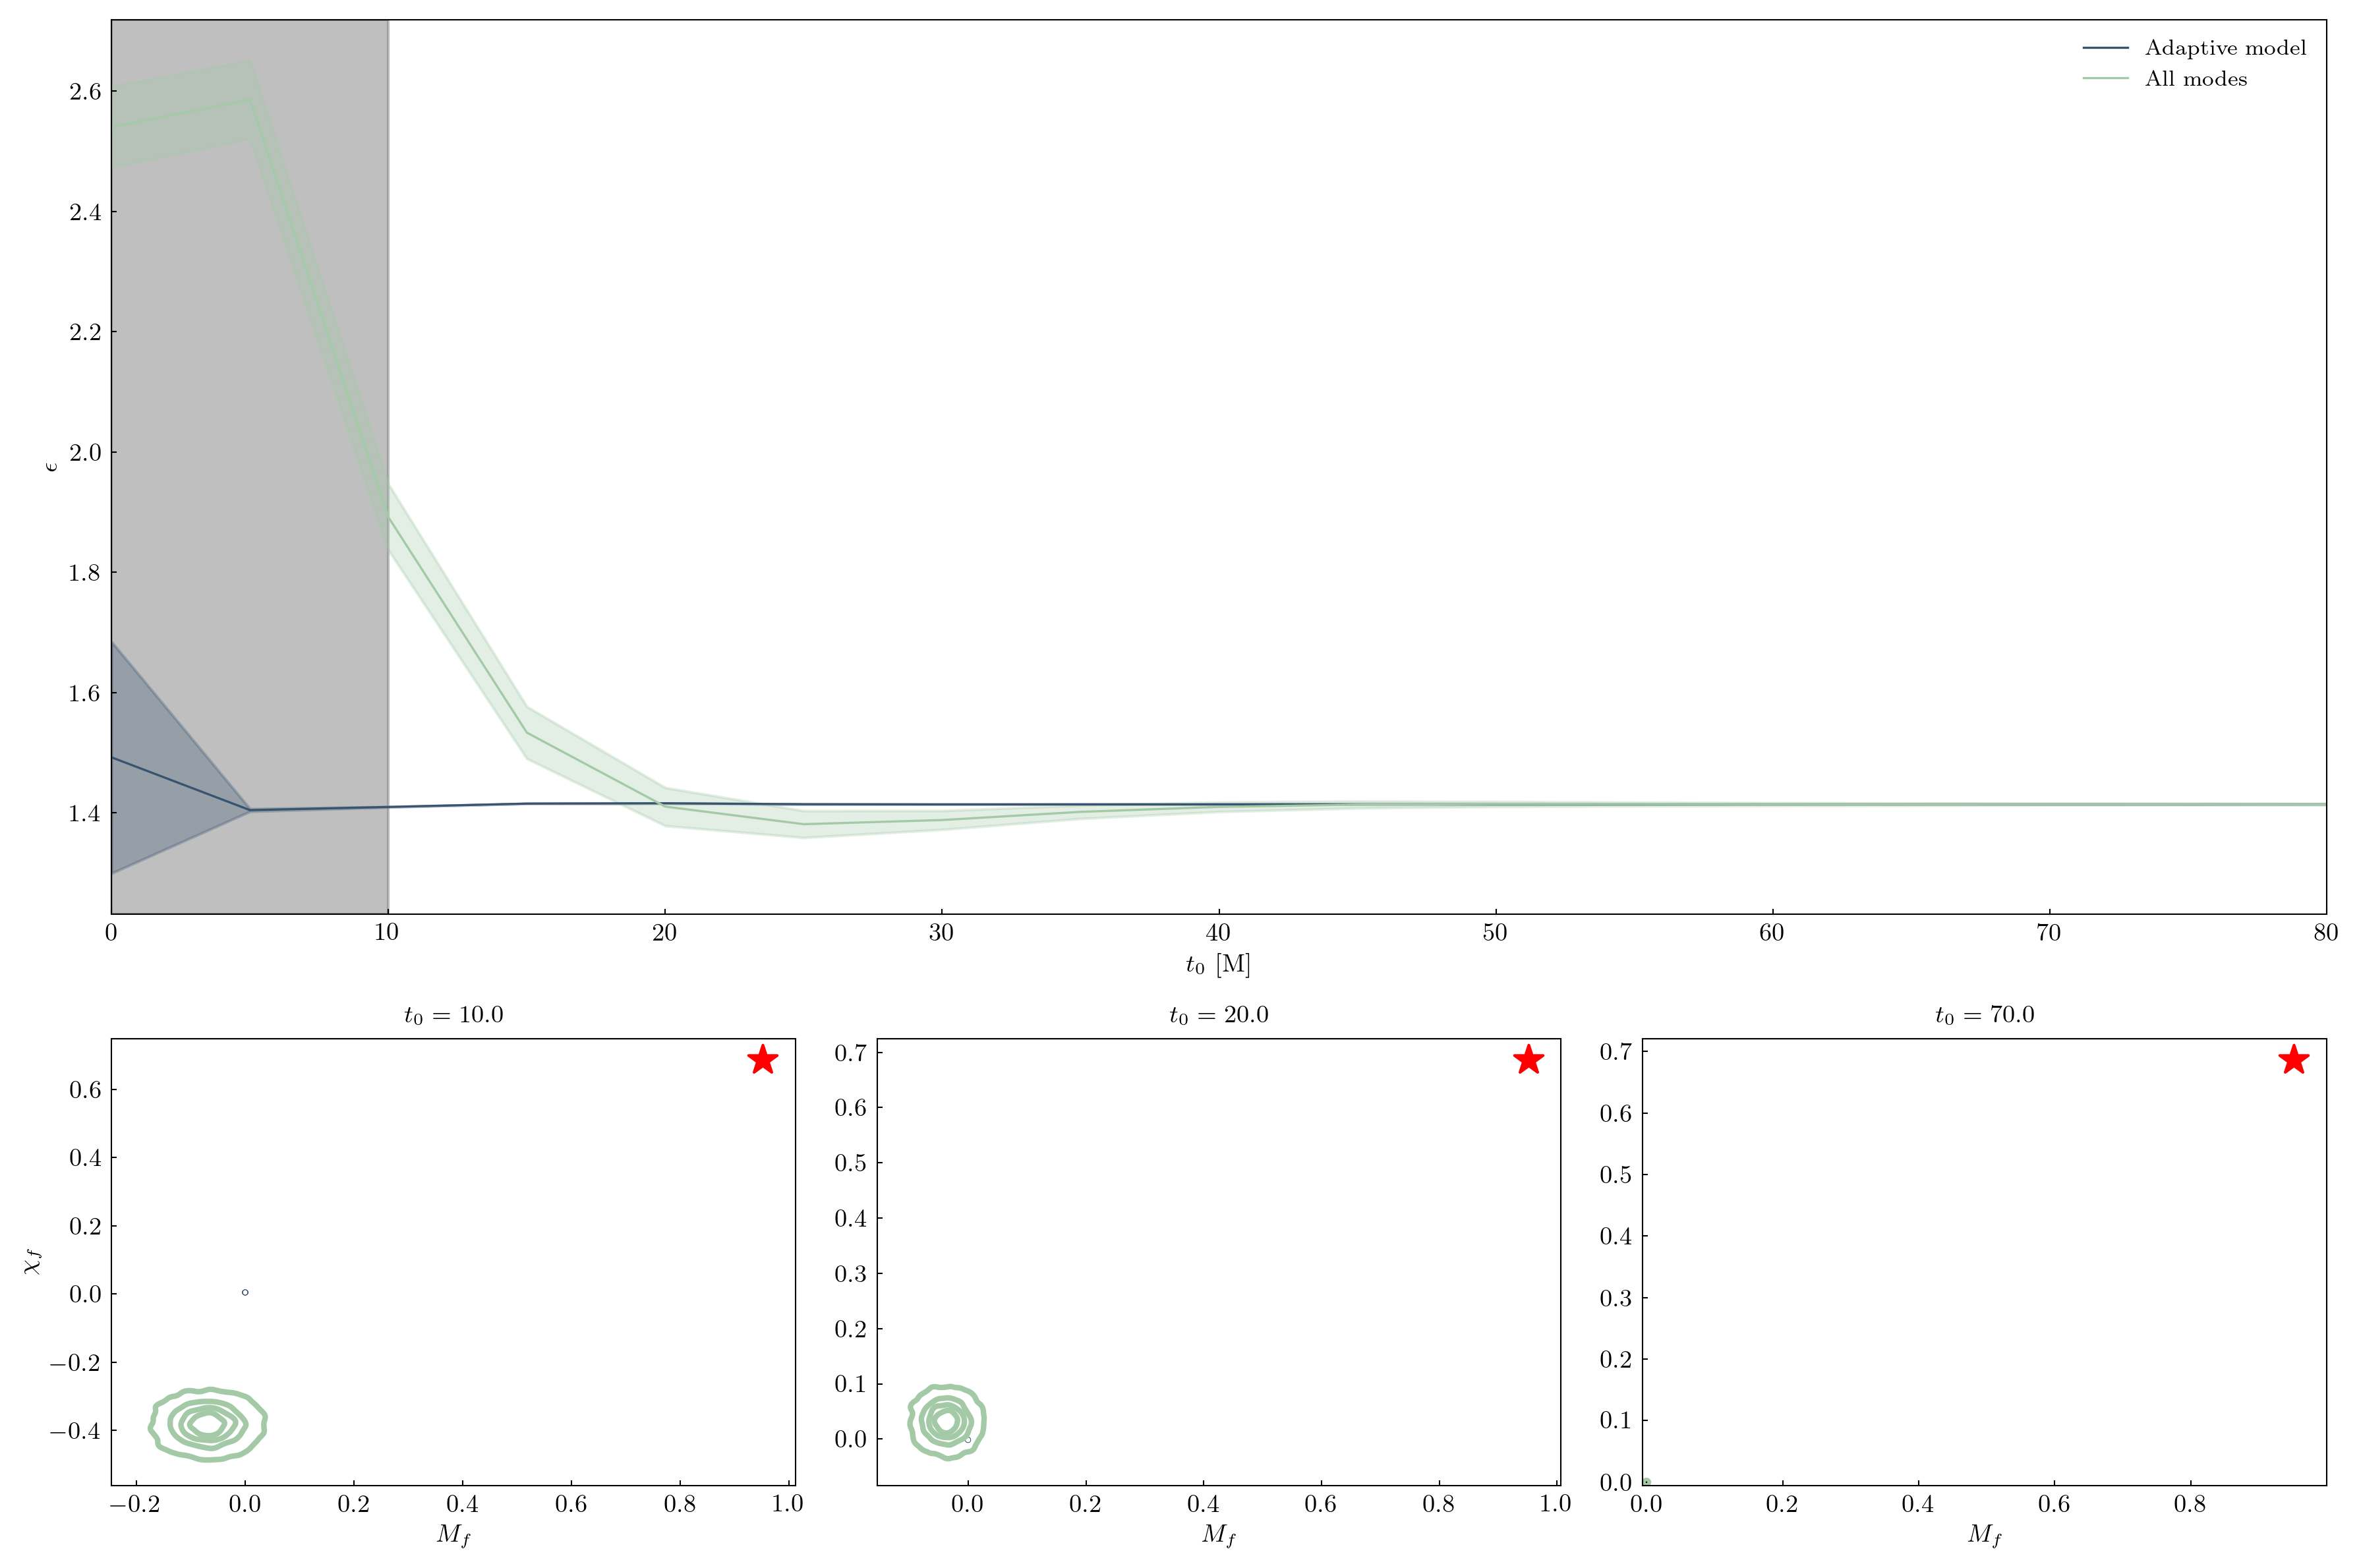 Adaptive model
All modes
2.6
2.4
2.2
2.0
1.8
1.6
1.4
ϵ
0 10 20 30 40 50 60 70 80
t₀ [M]
t₀ = 10.0
t₀ = 20.0
t₀ = 70.0
0.6
0.4
0.2
0.0
−0.2
−0.4
χ_f
−0.2 0.0 0.2 0.4 0.6 0.8 1.0
M_f
0.7
0.6
0.5
0.4
0.3
0.2
0.1
0.0
0.0 0.2 0.4 0.6 0.8 1.0
M_f
0.7
0.6
0.5
0.4
0.3
0.2
0.1
0.0
0.0 0.2 0.4 0.6 0.8
M_f